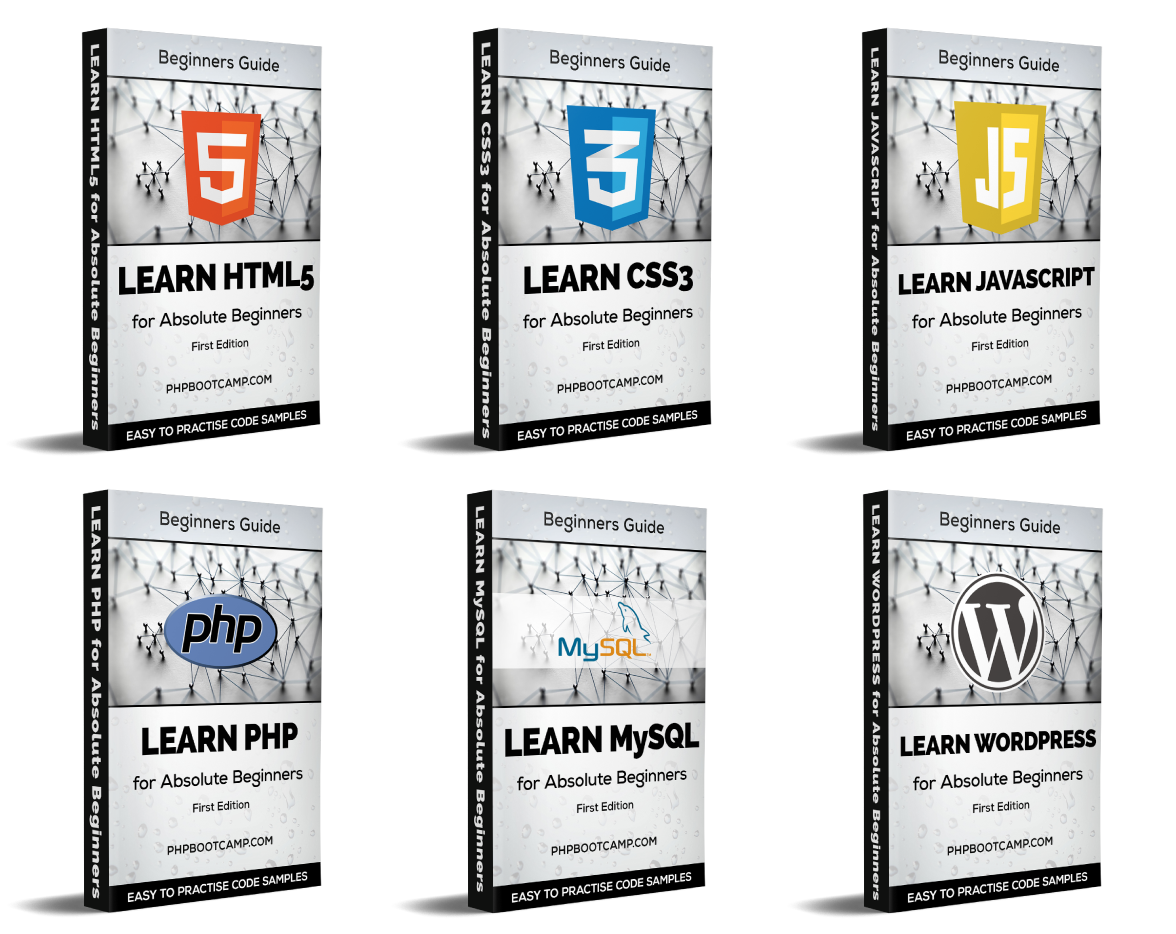 LEARN HTML5 for Absolute Beginners
Beginners Guide
5
LEARN HTML5
for Absolute Beginners
First Edition
PHPBOOTCAMP.COM
EASY TO PRACTISE CODE SAMPLES
LEARN CSS3 for Absolute Beginners
Beginners Guide
3
LEARN CSS3
for Absolute Beginners
First Edition
PHPBOOTCAMP.COM
EASY TO PRACTISE CODE SAMPLES
LEARN JAVASCRIPT for Absolute Beginners
Beginners Guide
JS
LEARN JAVASCRIPT
for Absolute Beginners
First Edition
PHPBOOTCAMP.COM
EASY TO PRACTISE CODE SAMPLES
LEARN PHP for Absolute Beginners
Beginners Guide
php
LEARN PHP
for Absolute Beginners
First Edition
PHPBOOTCAMP.COM
EASY TO PRACTISE CODE SAMPLES
LEARN MySQL for Absolute Beginners
Beginners Guide
MySQL
LEARN MySQL
for Absolute Beginners
First Edition
PHPBOOTCAMP.COM
EASY TO PRACTISE CODE SAMPLES
LEARN WORDPRESS for Absolute Beginners
Beginners Guide
W
LEARN WORDPRESS
for Absolute Beginners
First Edition
PHPBOOTCAMP.COM
EASY TO PRACTISE CODE SAMPLES